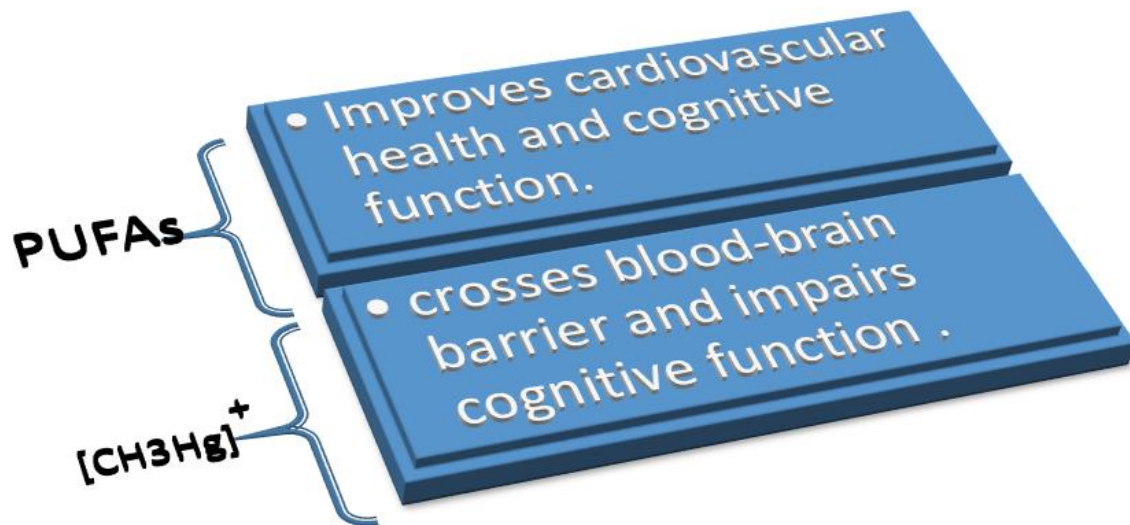 • Improves cardiovascular
health and cognitive
function.
PUFAs
• crosses blood-brain
barrier and impairs
cognitive function .
[CH3Hg]+